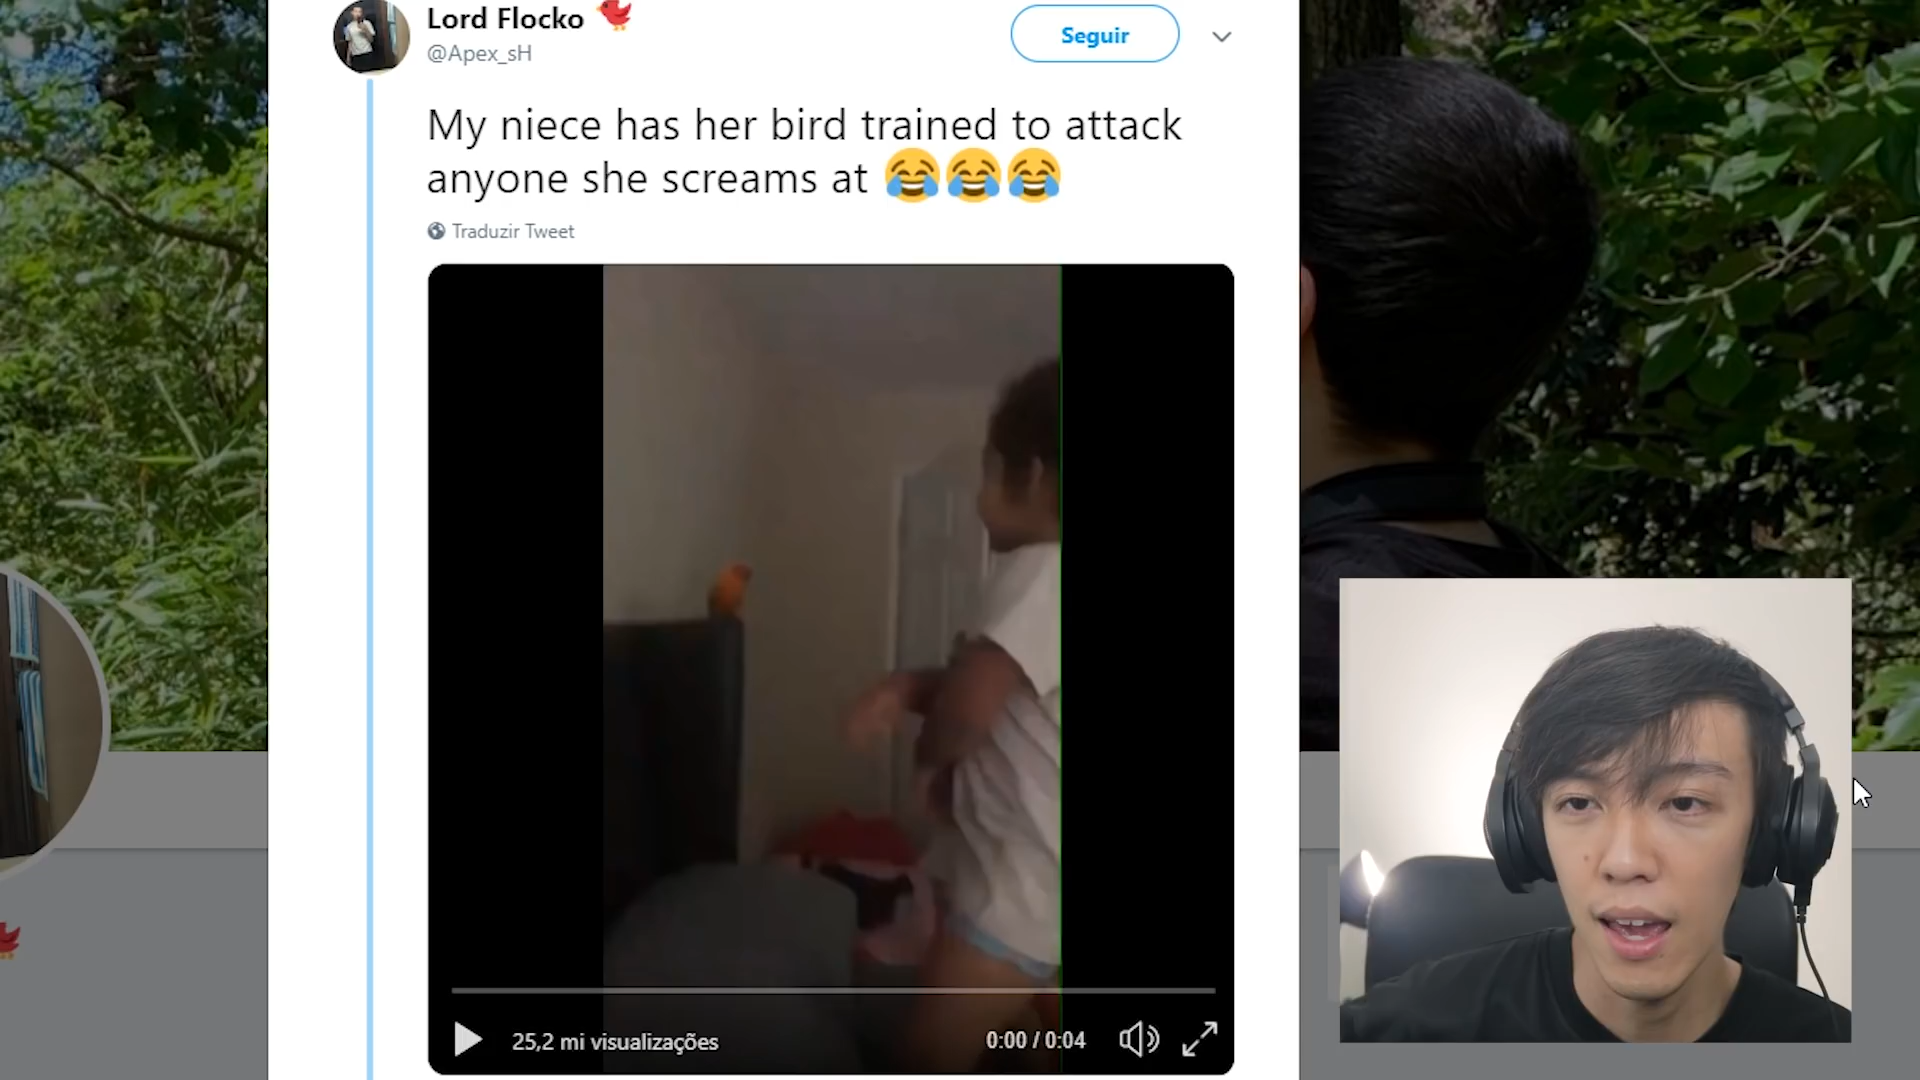 Lord Flocko
@Apex_sH
Seguir
My niece has her bird trained to attack
anyone she screams at 😂😂😂
Traduzir Tweet
25,2 mi visualizações
0:00 / 0:04